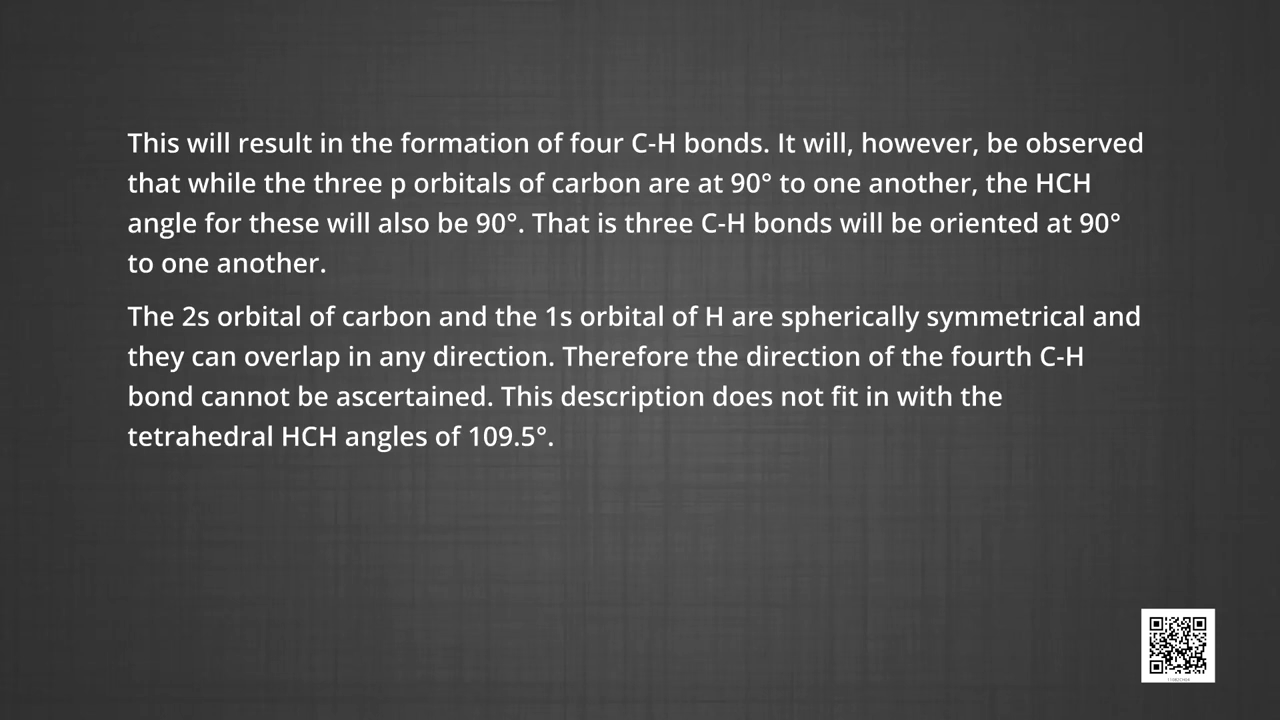 This will result in the formation of four C-H bonds. It will, however, be observed
that while the three p orbitals of carbon are at 90° to one another, the HCH
angle for these will also be 90°. That is three C-H bonds will be oriented at 90°
to one another.
The 2s orbital of carbon and the 1s orbital of H are spherically symmetrical and
they can overlap in any direction. Therefore the direction of the fourth C-H
bond cannot be ascertained. This description does not fit in with the
tetrahedral HCH angles of 109.5°.